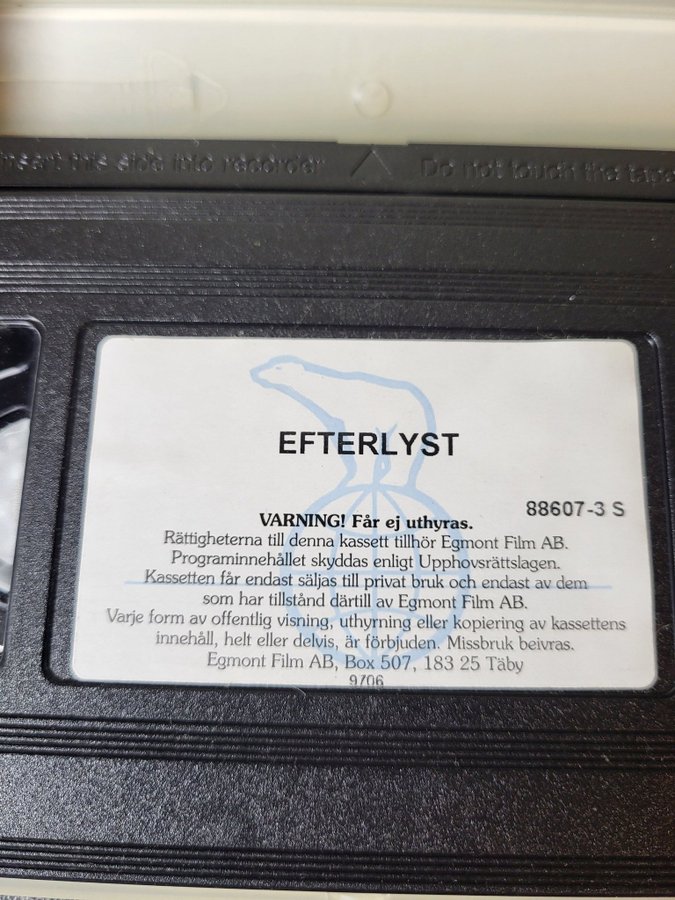 insert this side into recorder Do not touch the tape
EFTERLYST
88607-3 S
VARNING! Får ej uthyras.
Rättigheterna till denna kassett tillhör Egmont Film AB.
Programinnehållet skyddas enligt Upphovsrättslagen.
Kassetten får endast säljas till privat bruk och endast av dem
som har tillstånd därtill av Egmont Film AB.
Varje form av offentlig visning, uthyrning eller kopiering av kassettens
innehåll, helt eller delvis, är förbjuden. Missbruk beivras.
Egmont Film AB, Box 507, 183 25 Täby
9706